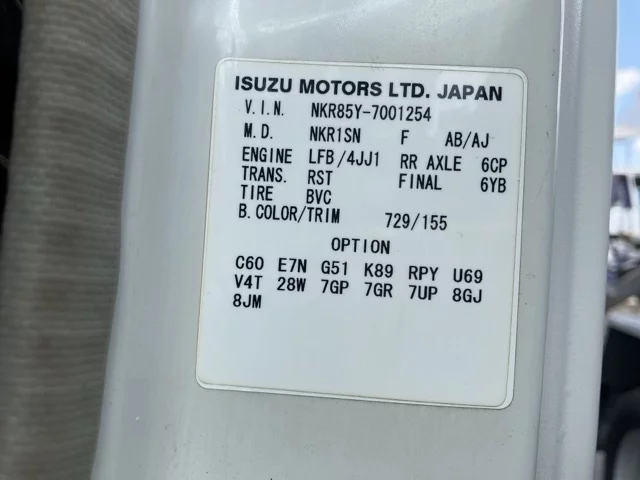 ISUZU MOTORS LTD. JAPAN
V.I.N. NKR85Y-7001254
M.D. NKR1SN F AB/AJ
ENGINE LFB/4JJ1 RR AXLE 6CP
TRANS. RST FINAL 6YB
TIRE BVC
B.COLOR/TRIM 729/155
OPTION
C60 E7N G51 K89 RPY U69
V4T 28W 7GP 7GR 7UP 8GJ
8JM